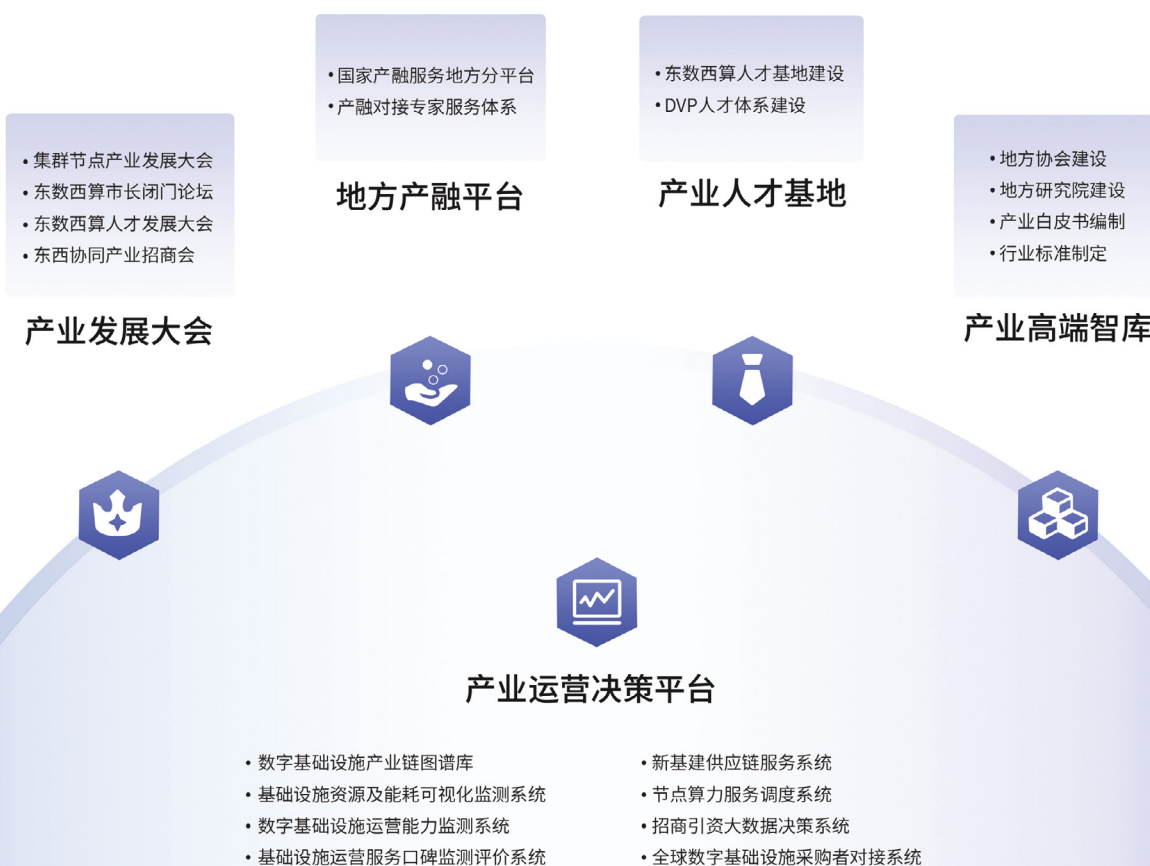 • 集群节点产业发展大会
• 东数西算市长闭门论坛
• 东数西算人才发展大会
• 东西协同产业招商会
产业发展大会
• 国家产融服务地方分平台
• 产融对接专家服务体系
地方产融平台
• 东数西算人才基地建设
• DVP人才体系建设
产业人才基地
• 地方协会建设
• 地方研究院建设
• 产业白皮书编制
• 行业标准制定
产业高端智库
产业运营决策平台
• 数字基础设施产业链图谱库
• 基础设施资源及能耗可视化监测系统
• 数字基础设施运营能力监测系统
• 基础设施运营服务口碑监测评价系统
• 新基建供应链服务系统
• 节点算力服务调度系统
• 招商引资大数据决策系统
• 全球数字基础设施采购者对接系统